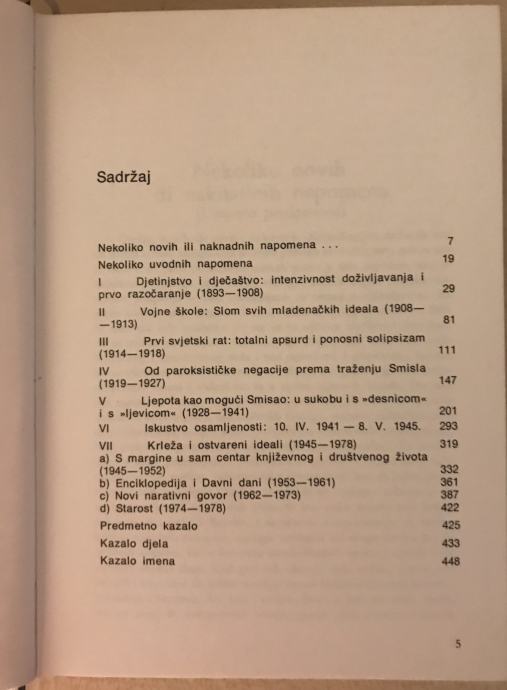 Sadržaj
Nekoliko novih ili naknadnih napomena ... 7
Nekoliko uvodnih napomena 19
I Djetinjstvo i dječaštvo: intenzivnost doživljavanja i
prvo razočaranje (1893—1908) 29
II Vojne škole: Slom svih mladenačkih ideala (1908—
—1913) 81
III Prvi svjetski rat: totalni apsurd i ponosni solipsizam
(1914—1918) 111
IV Od paroksističke negacije prema traženju Smisla
(1919—1927) 147
V Ljepota kao mogući Smisao: u sukobu i s »desnicom«
i s »ljevicom« (1928—1941) 201
VI Iskustvo osamljenosti: 10. IV. 1941 — 8. V. 1945. 293
VII Krleža i ostvareni ideali (1945—1978) 319
a) S margine u sam centar književnog i društvenog života
(1945—1952) 332
b) Enciklopedija i Davni dani (1953—1961) 361
c) Novi narativni govor (1962—1973) 387
d) Starost (1974—1978) 422
Predmetno kazalo 425
Kazalo djela 433
Kazalo imena 448
5